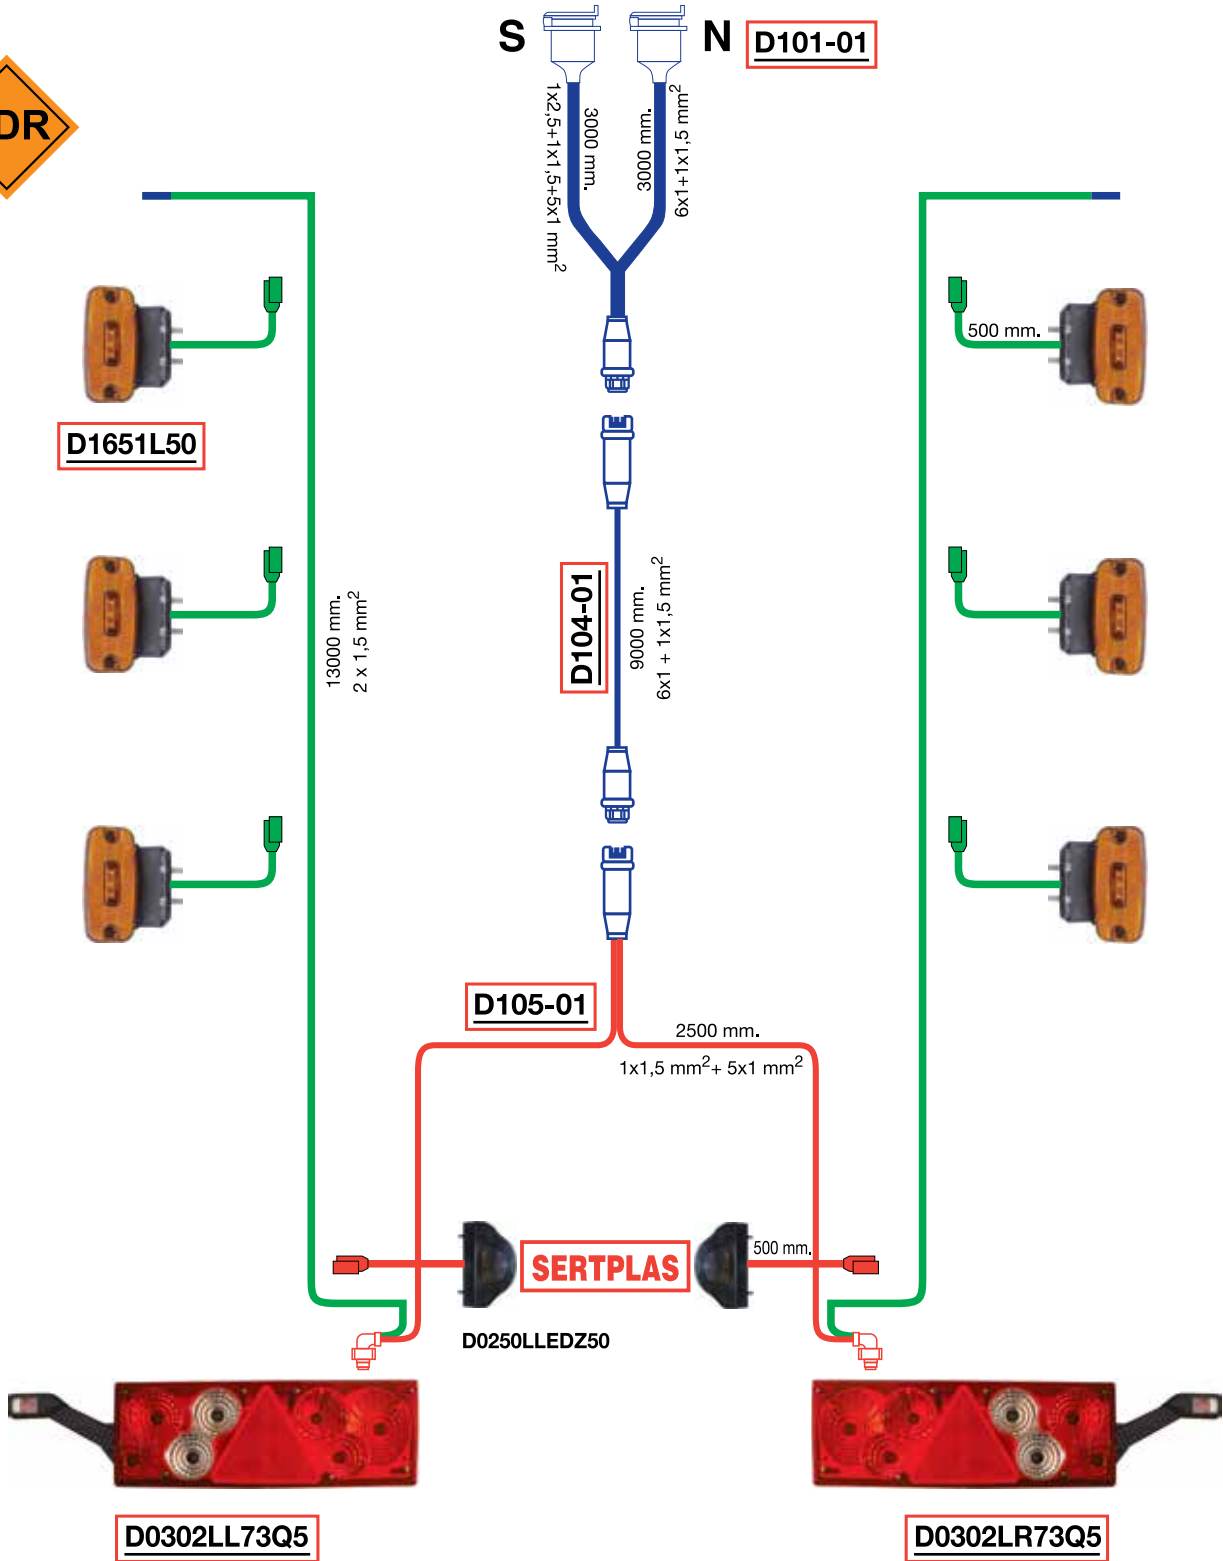 S
N
D101-01
DR
1x2,5+1x1,5+5x1 mm²
3000 mm.
3000 mm.
6x1+1x1,5 mm²
500 mm.
D1651L50
13000 mm.
2 x 1,5 mm²
D104-01
9000 mm.
6x1 + 1x1,5 mm²
D105-01
2500 mm.
1x1,5 mm²+ 5x1 mm²
SERTPLAS
500 mm.
D0250LLEDZ50
D0302LL73Q5
D0302LR73Q5